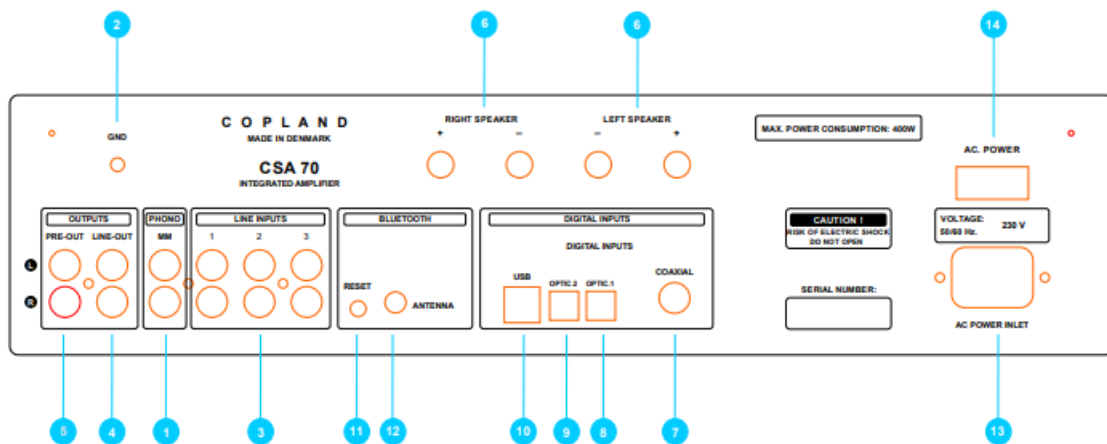 2
6
6
14
COPLAND
MADE IN DENMARK
GND
RIGHT SPEAKER
+ –
LEFT SPEAKER
– +
MAX. POWER CONSUMPTION: 400W
AC. POWER
CSA 70
INTEGRATED AMPLIFIER
OUTPUTS
PRE-OUT LINE-OUT
PHONO
MM
LINE INPUTS
1 2 3
BLUETOOTH
RESET
ANTENNA
DIGITAL INPUTS
DIGITAL INPUTS
USB
OPTIC.2
OPTIC.1
COAXIAL
L
R
CAUTION !
RISK OF ELECTRIC SHOCK
DO NOT OPEN
SERIAL NUMBER:
VOLTAGE: 230 V
50/60 Hz.
AC POWER INLET
5
4
1
3
11
12
10
9
8
7
13